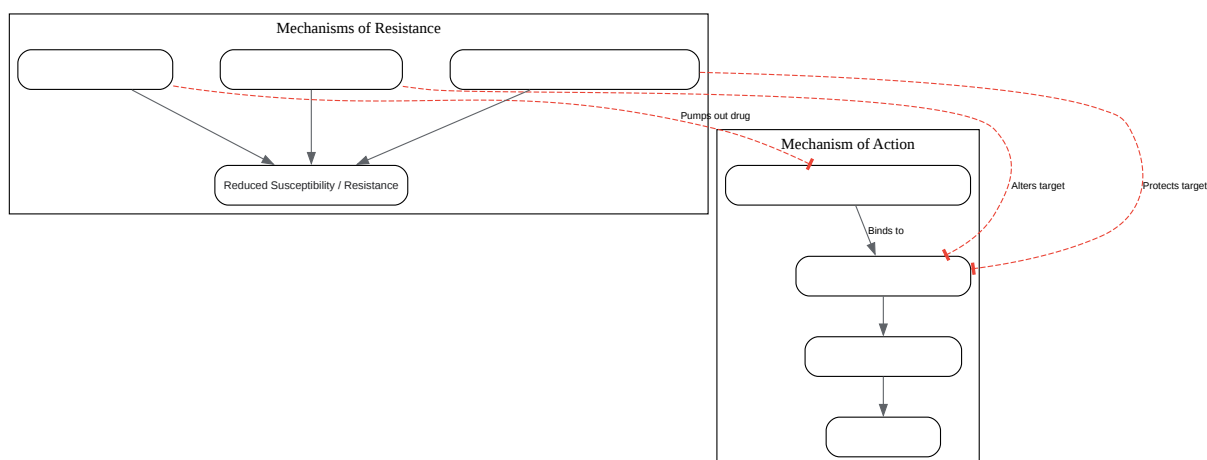 Mechanisms of Resistance
Pumps out drug
Mechanism of Action
Reduced Susceptibility / Resistance
Alters target
Protects target
Binds to